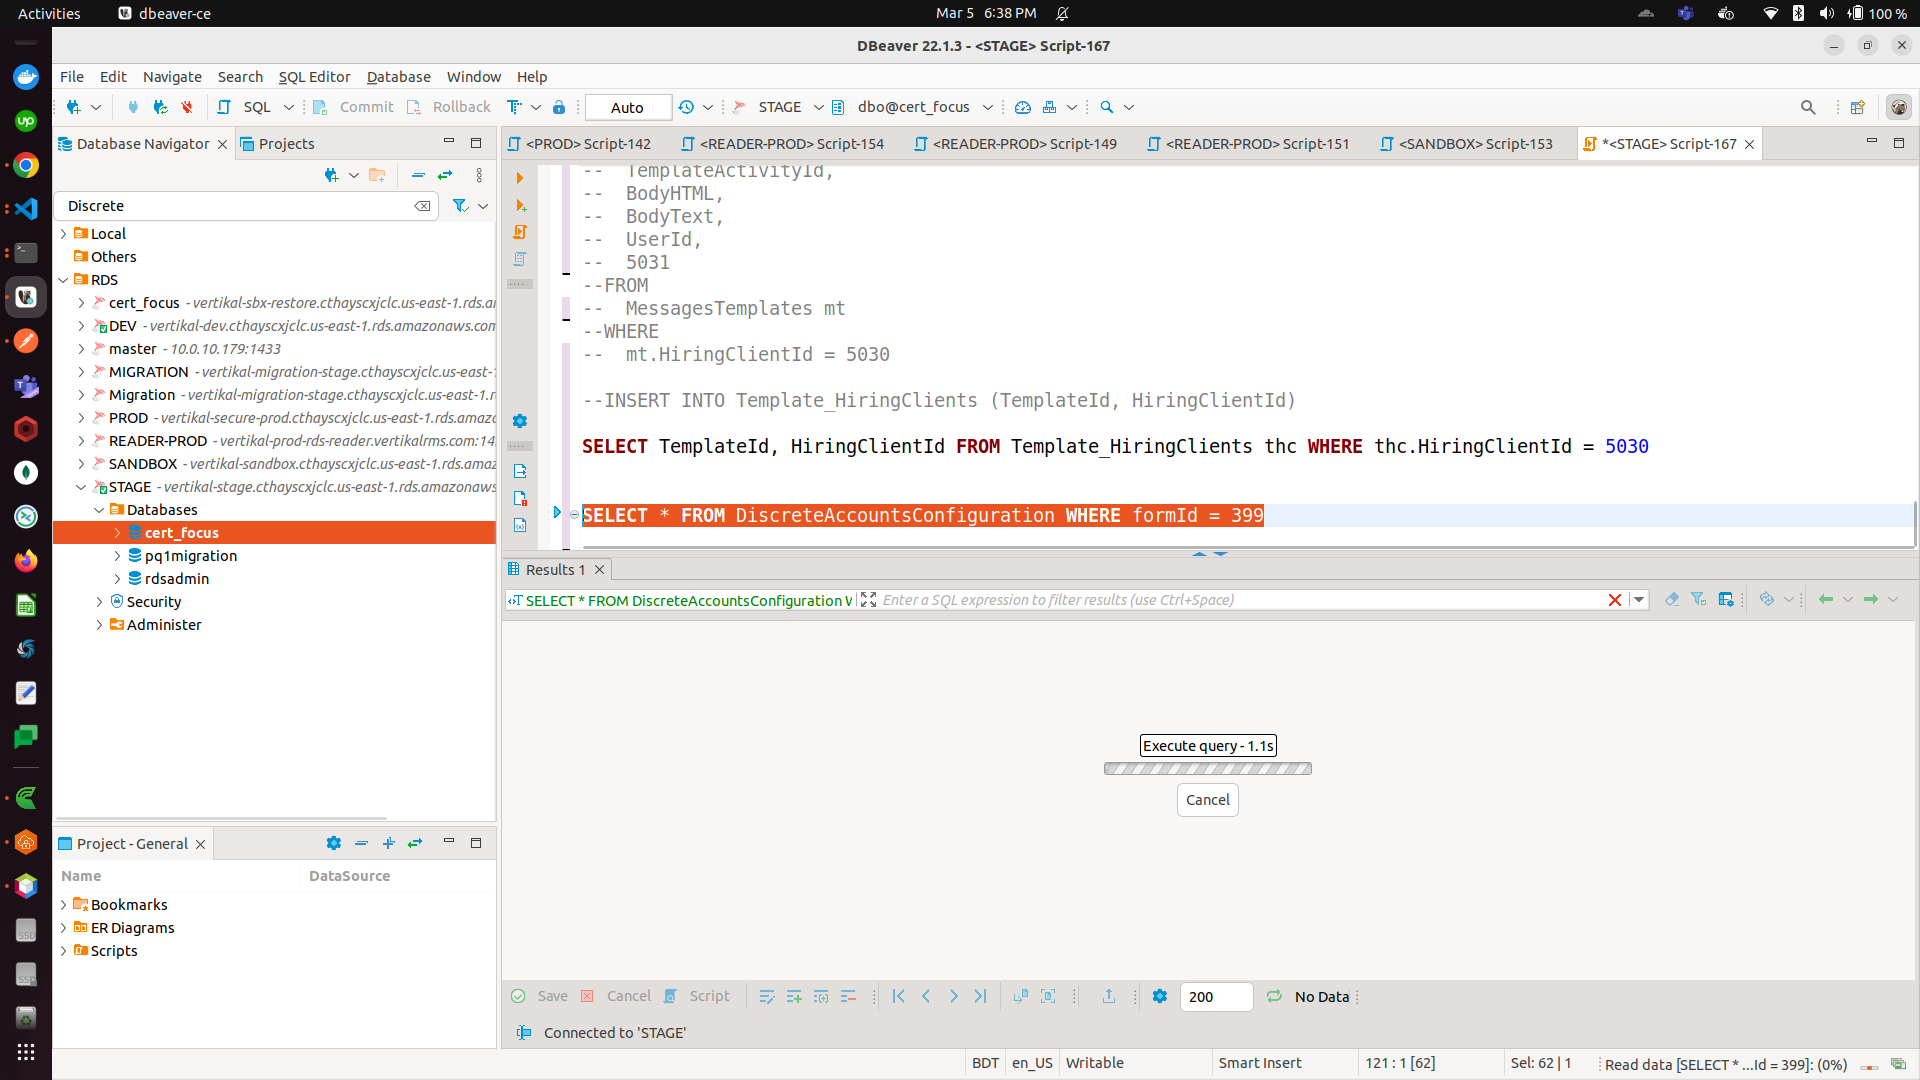 Activities
dbeaver-ce
Mar 5 6:38 PM
100 %
DBeaver 22.1.3 - <STAGE> Script-167
File Edit Navigate Search SQL Editor Database Window Help
SQL
Commit
Rollback
Auto
STAGE
dbo@cert_focus
Database Navigator
Projects
Discrete
Local
Others
RDS
cert_focus - vertikal-sbx-restore.cthayscxjclc.us-east-1.rds.ar
DEV - vertikal-dev.cthayscxjclc.us-east-1.rds.amazonaws.con
master - 10.0.10.179:1433
MIGRATION - vertikal-migration-stage.cthayscxjclc.us-east-1
Migration - vertikal-migration-stage.cthayscxjclc.us-east-1.r
PROD - vertikal-secure-prod.cthayscxjclc.us-east-1.rds.amazo
READER-PROD - vertikal-prod-rds-reader.vertikalrms.com:14
SANDBOX - vertikal-sandbox.cthayscxjclc.us-east-1.rds.amaz
STAGE - vertikal-stage.cthayscxjclc.us-east-1.rds.amazonaws
Databases
cert_focus
pq1migration
rdsadmin
Security
Administer
Project - General
Name DataSource
Bookmarks
ER Diagrams
Scripts
<PROD> Script-142
<READER-PROD> Script-154
<READER-PROD> Script-149
<READER-PROD> Script-151
<SANDBOX> Script-153
*<STAGE> Script-167
-- TemplateActivityId,
-- BodyHTML,
-- BodyText,
-- UserId,
-- 5031
--FROM
-- MessagesTemplates mt
--WHERE
-- mt.HiringClientId = 5030
--INSERT INTO Template_HiringClients (TemplateId, HiringClientId)
SELECT TemplateId, HiringClientId FROM Template_HiringClients thc WHERE thc.HiringClientId = 5030
SELECT * FROM DiscreteAccountsConfiguration WHERE formId = 399
Results 1
SELECT * FROM DiscreteAccountsConfiguration W
Enter a SQL expression to filter results (use Ctrl+Space)
Execute query - 1.1s
Cancel
Save
Cancel
Script
200
No Data
Connected to 'STAGE'
BDT
en_US
Writable
Smart Insert
121 : 1 [62]
Sel: 62 | 1
Read data [SELECT * ...Id = 399]: (0%)